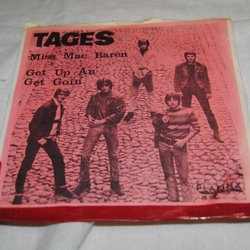 TAGES
Miss Mac Baren
Get Up An
Get Goin'
PLATINA